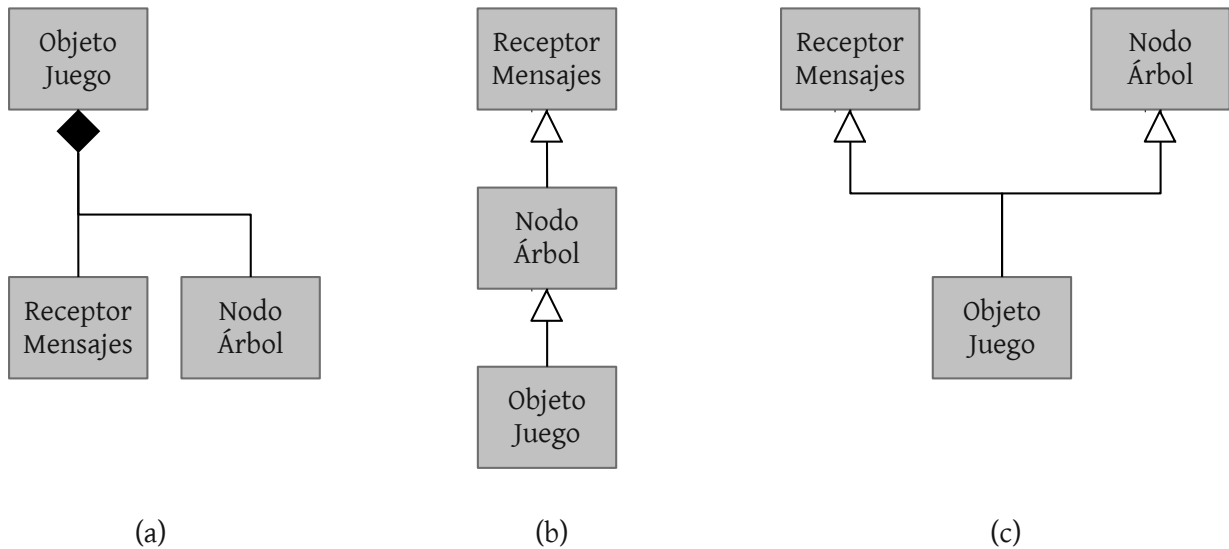 Objeto
Juego
Receptor
Mensajes
Nodo
Árbol
(a)
Receptor
Mensajes
Nodo
Árbol
Objeto
Juego
(b)
Receptor
Mensajes
Nodo
Árbol
Objeto
Juego
(c)